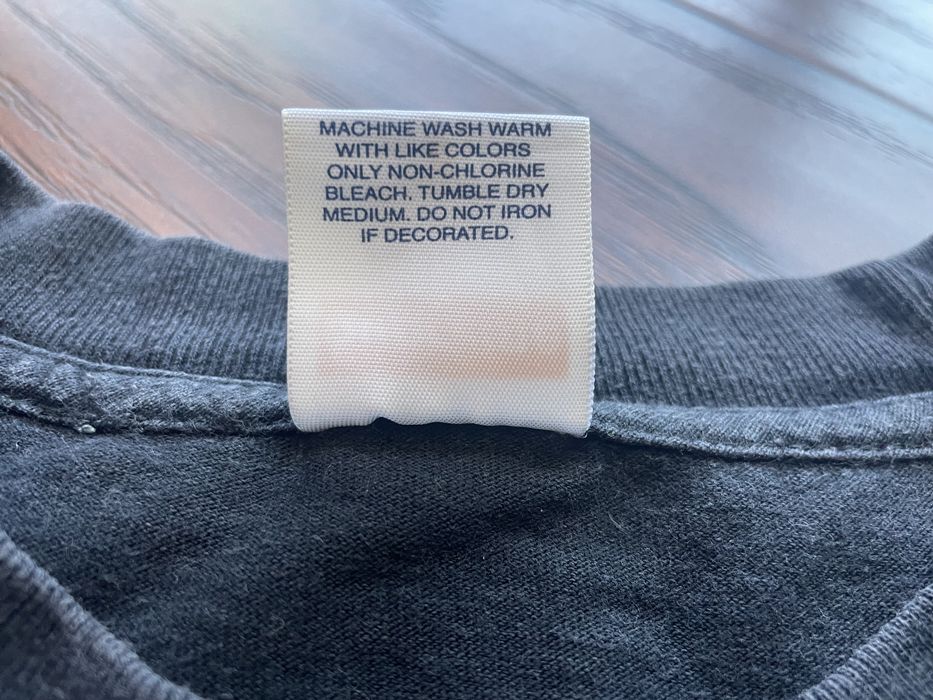 MACHINE WASH WARM
WITH LIKE COLORS
ONLY NON-CHLORINE
BLEACH. TUMBLE DRY
MEDIUM. DO NOT IRON
IF DECORATED.